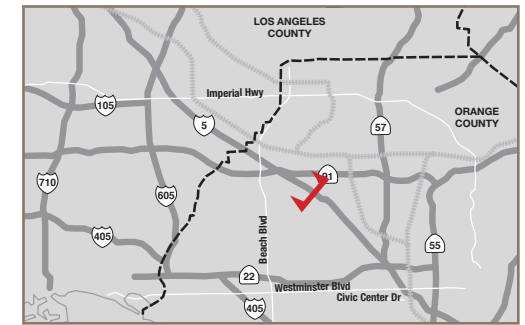 LOS ANGELES
COUNTY
Imperial Hwy
105
5
ORANGE
COUNTY
57
91
710
605
405
Beach Blvd
55
22
Westminster Blvd
Civic Center Dr
405